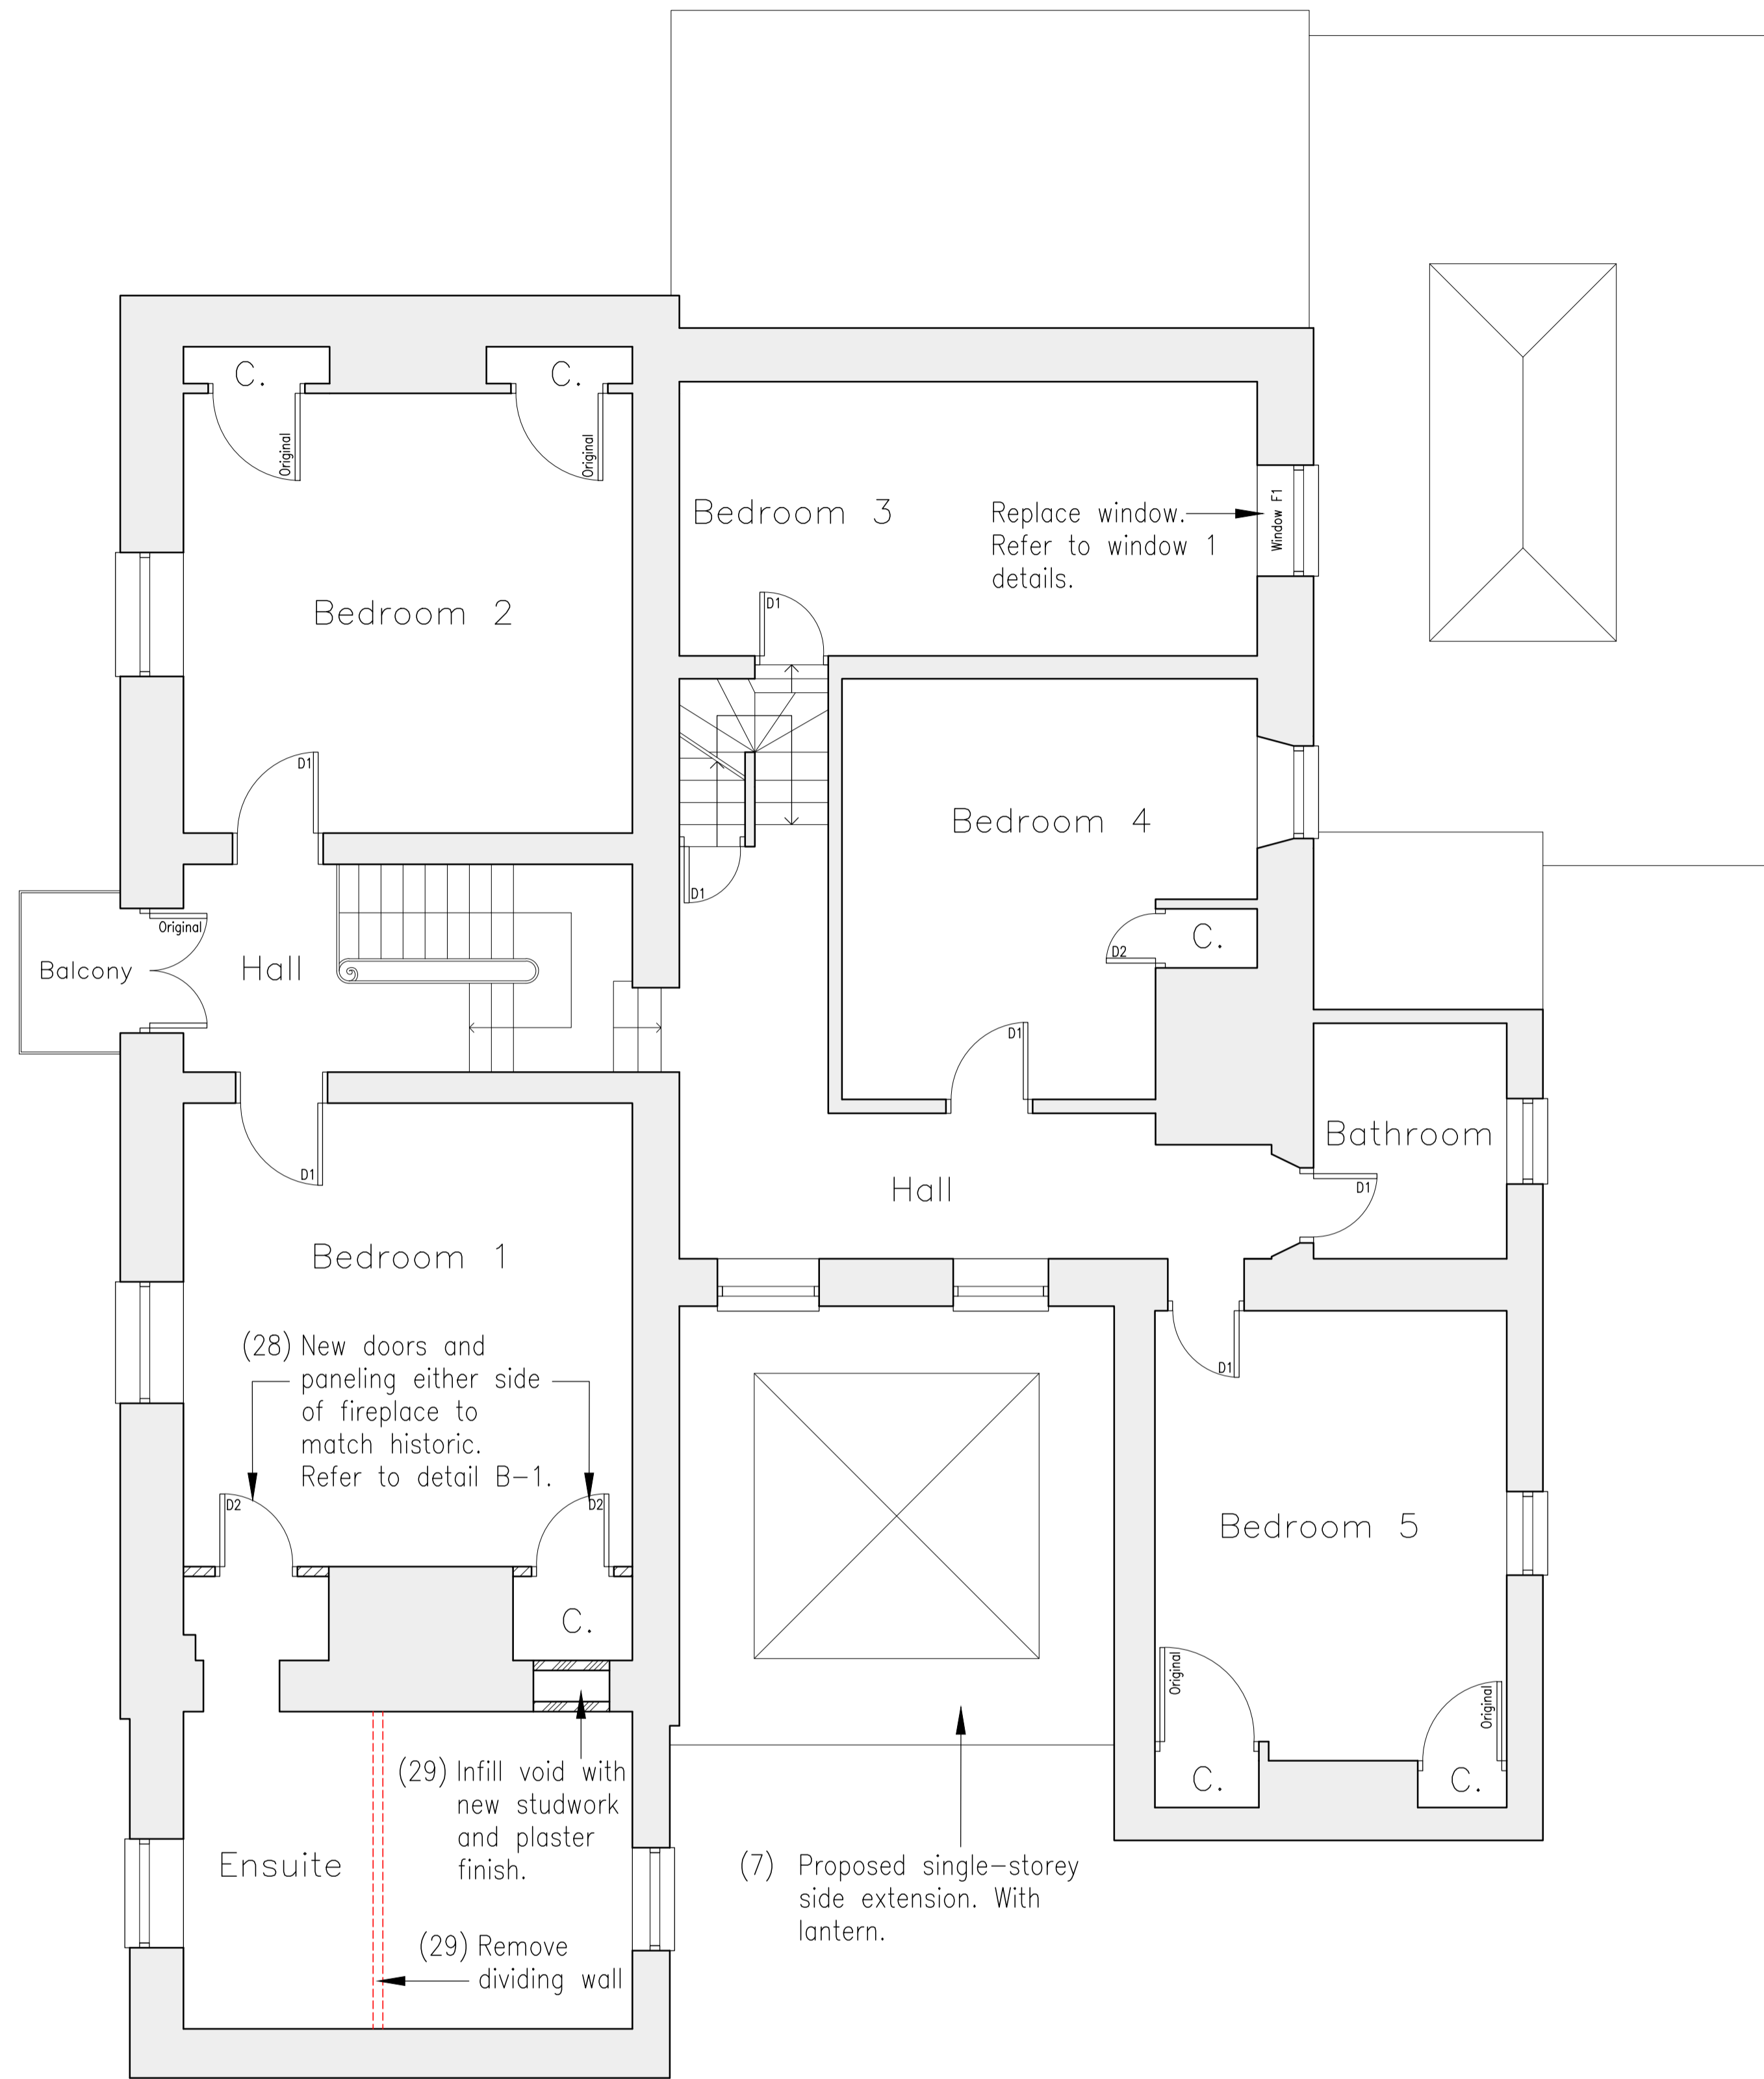 C.
C.
Original
Original
Bedroom 2
Bedroom 3
Replace window.
Refer to window 1
details.
Window F1
D1
D1
Bedroom 4
D1
Original
Balcony
Hall
C.
D2
D1
D1
Bathroom
D1
Hall
Bedroom 1
(28) New doors and
paneling either side
of fireplace to
match historic.
Refer to detail B-1.
D2
D2
D1
Bedroom 5
C.
Original
Original
C.
C.
(29) Infill void with
new studwork
and plaster
finish.
Ensuite
(7) Proposed single-storey
side extension. With
lantern.
(29) Remove
dividing wall